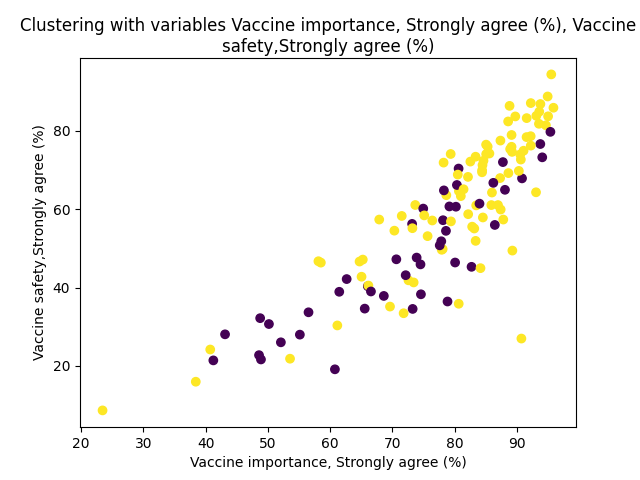 Clustering with variables Vaccine importance, Strongly agree (%), Vaccine
safety,Strongly agree (%)
Vaccine safety,Strongly agree (%)
80
60
40
20
20 30 40 50 60 70 80 90
Vaccine importance, Strongly agree (%)